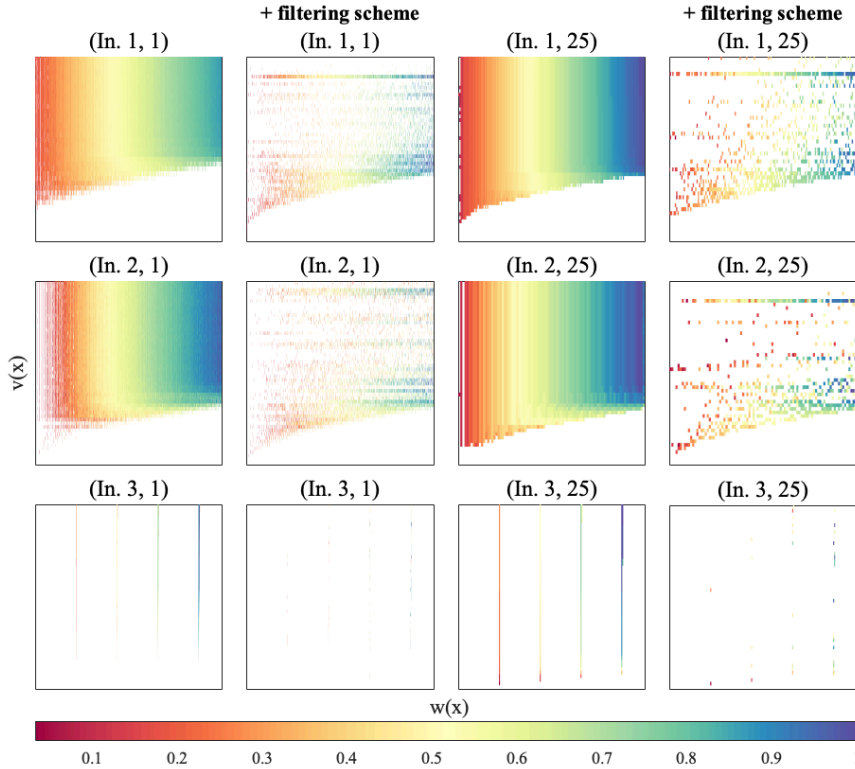 + filtering scheme + filtering scheme
(In. 1, 1) (In. 1, 1) (In. 1, 25) (In. 1, 25)
(In. 2, 1) (In. 2, 1) (In. 2, 25) (In. 2, 25)
v(x)
(In. 3, 1) (In. 3, 1) (In. 3, 25) (In. 3, 25)
w(x)
0.1 0.2 0.3 0.4 0.5 0.6 0.7 0.8 0.9